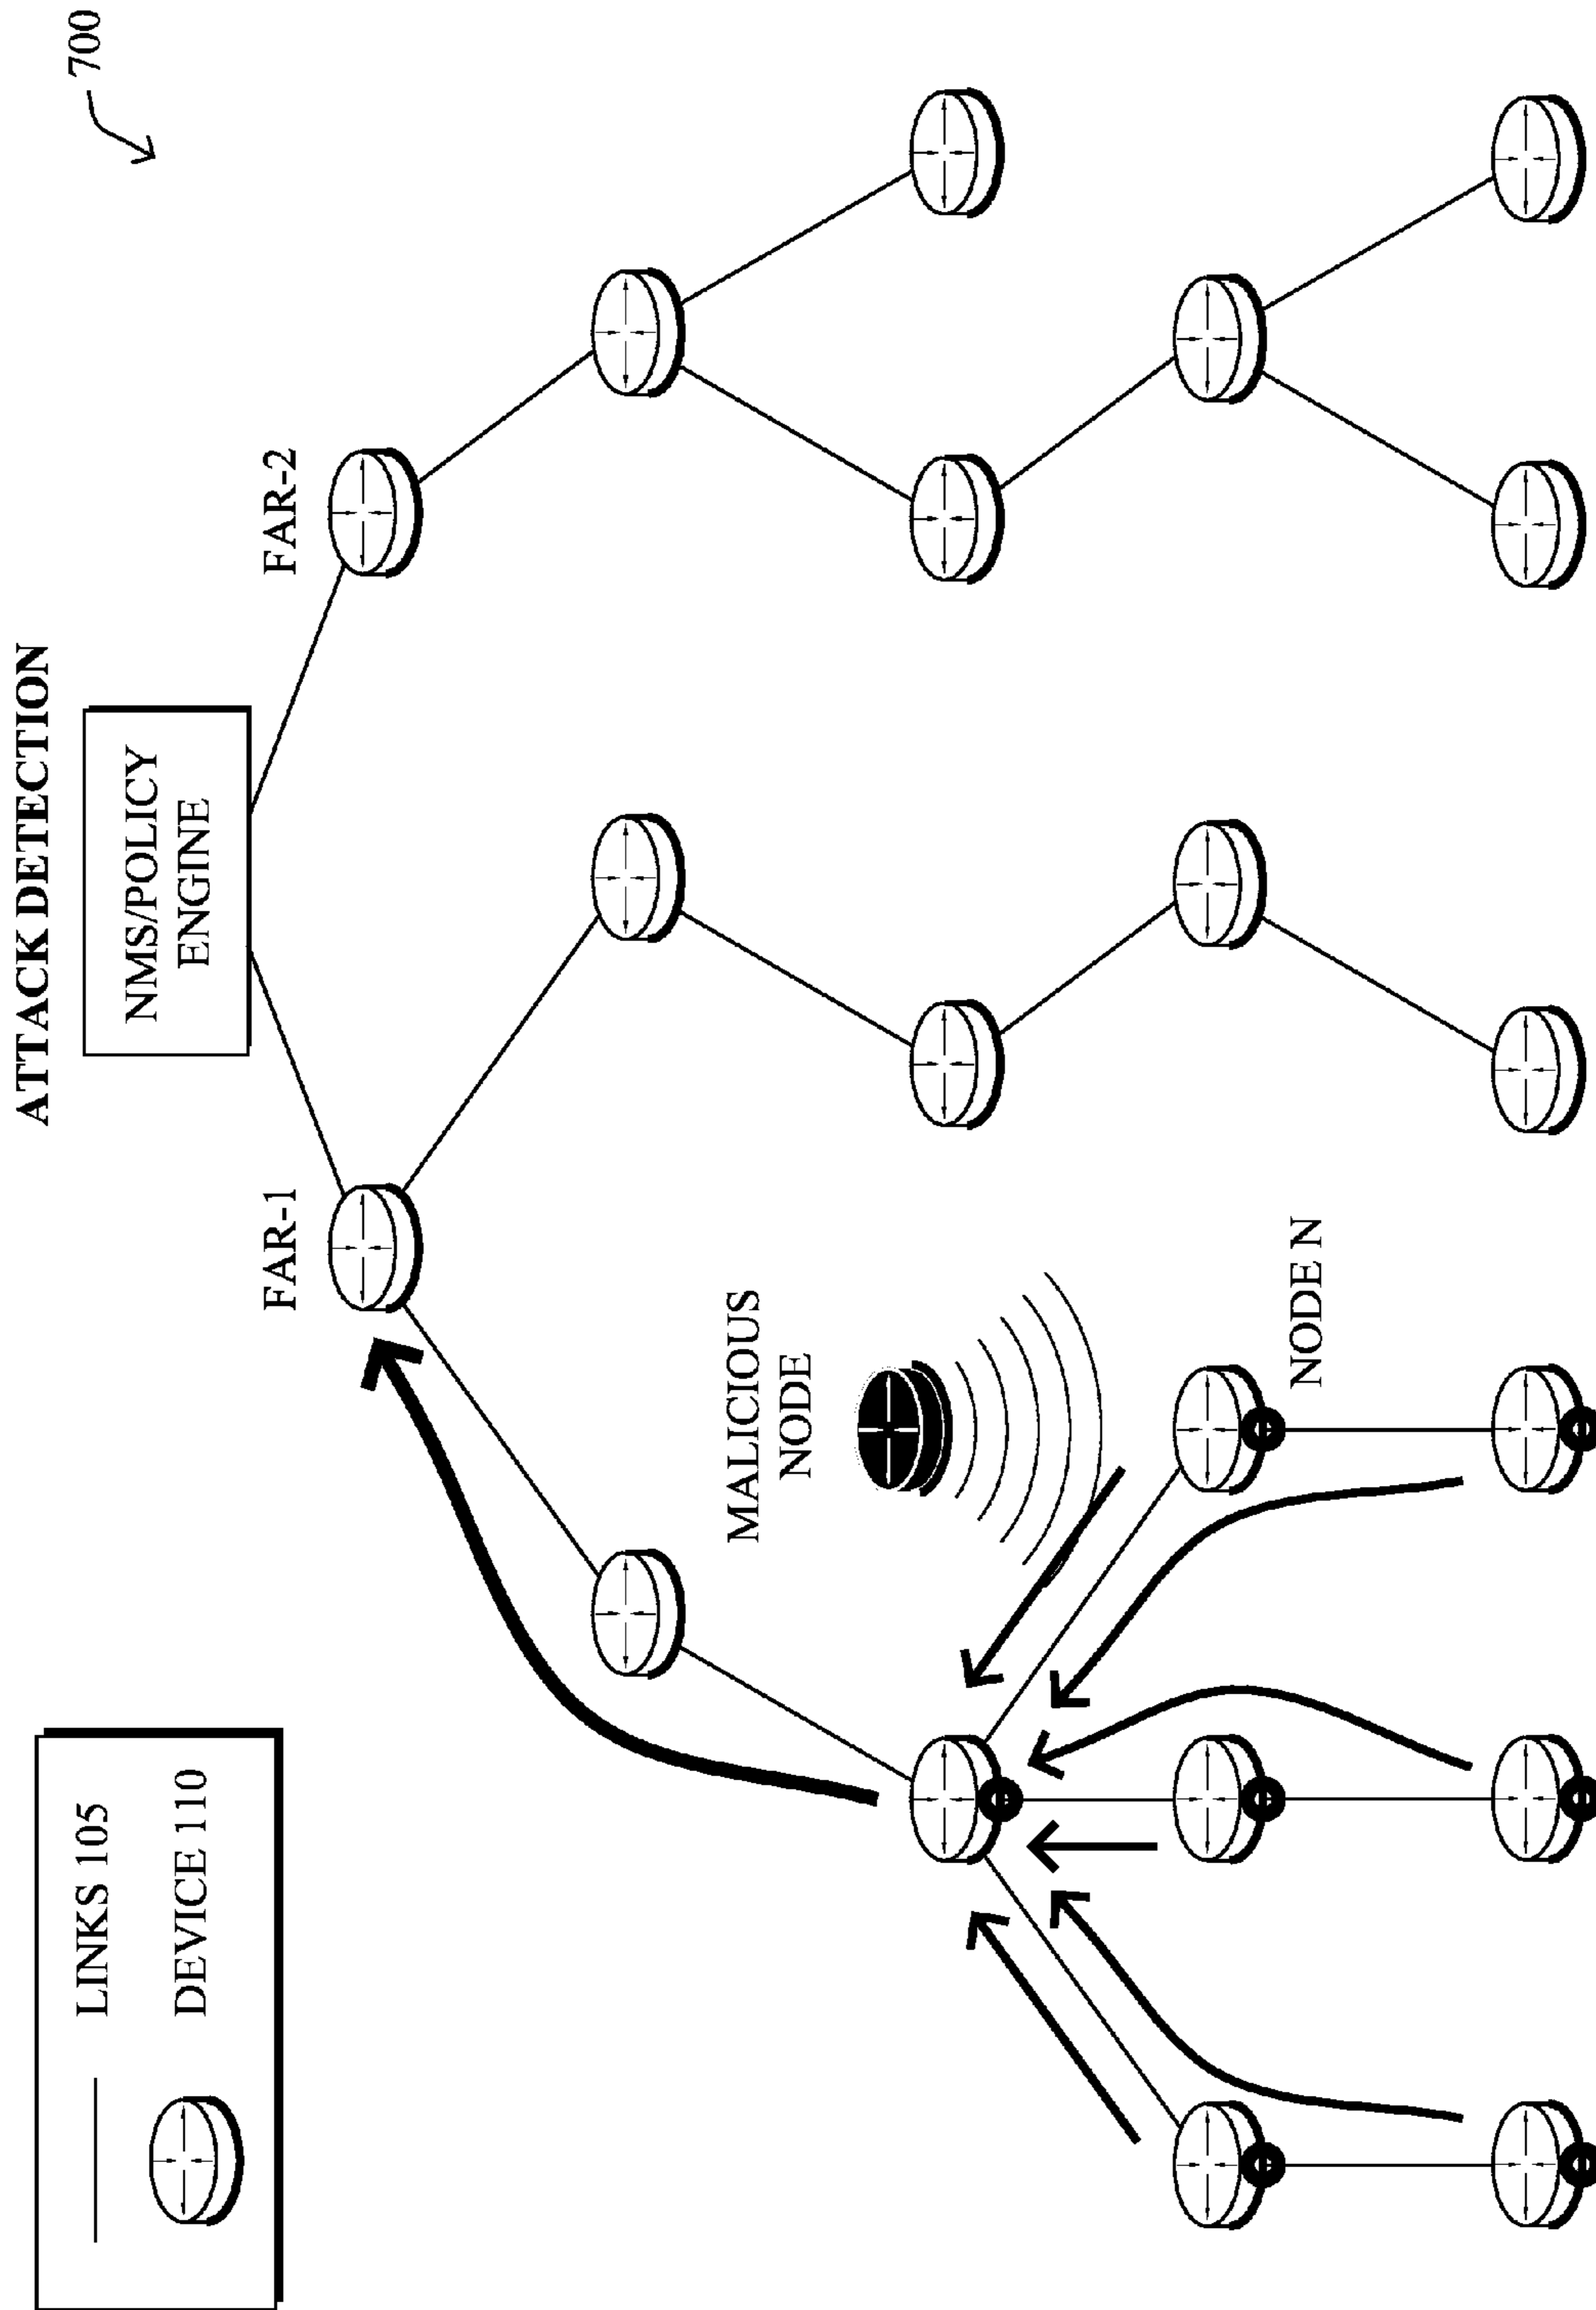 ATTACK DETECTION
700
LINKS 105
DEVICE 110
NMS/POLICY
ENGINE
FAR-1
FAR-2
MALICIOUS
NODE
NODE N